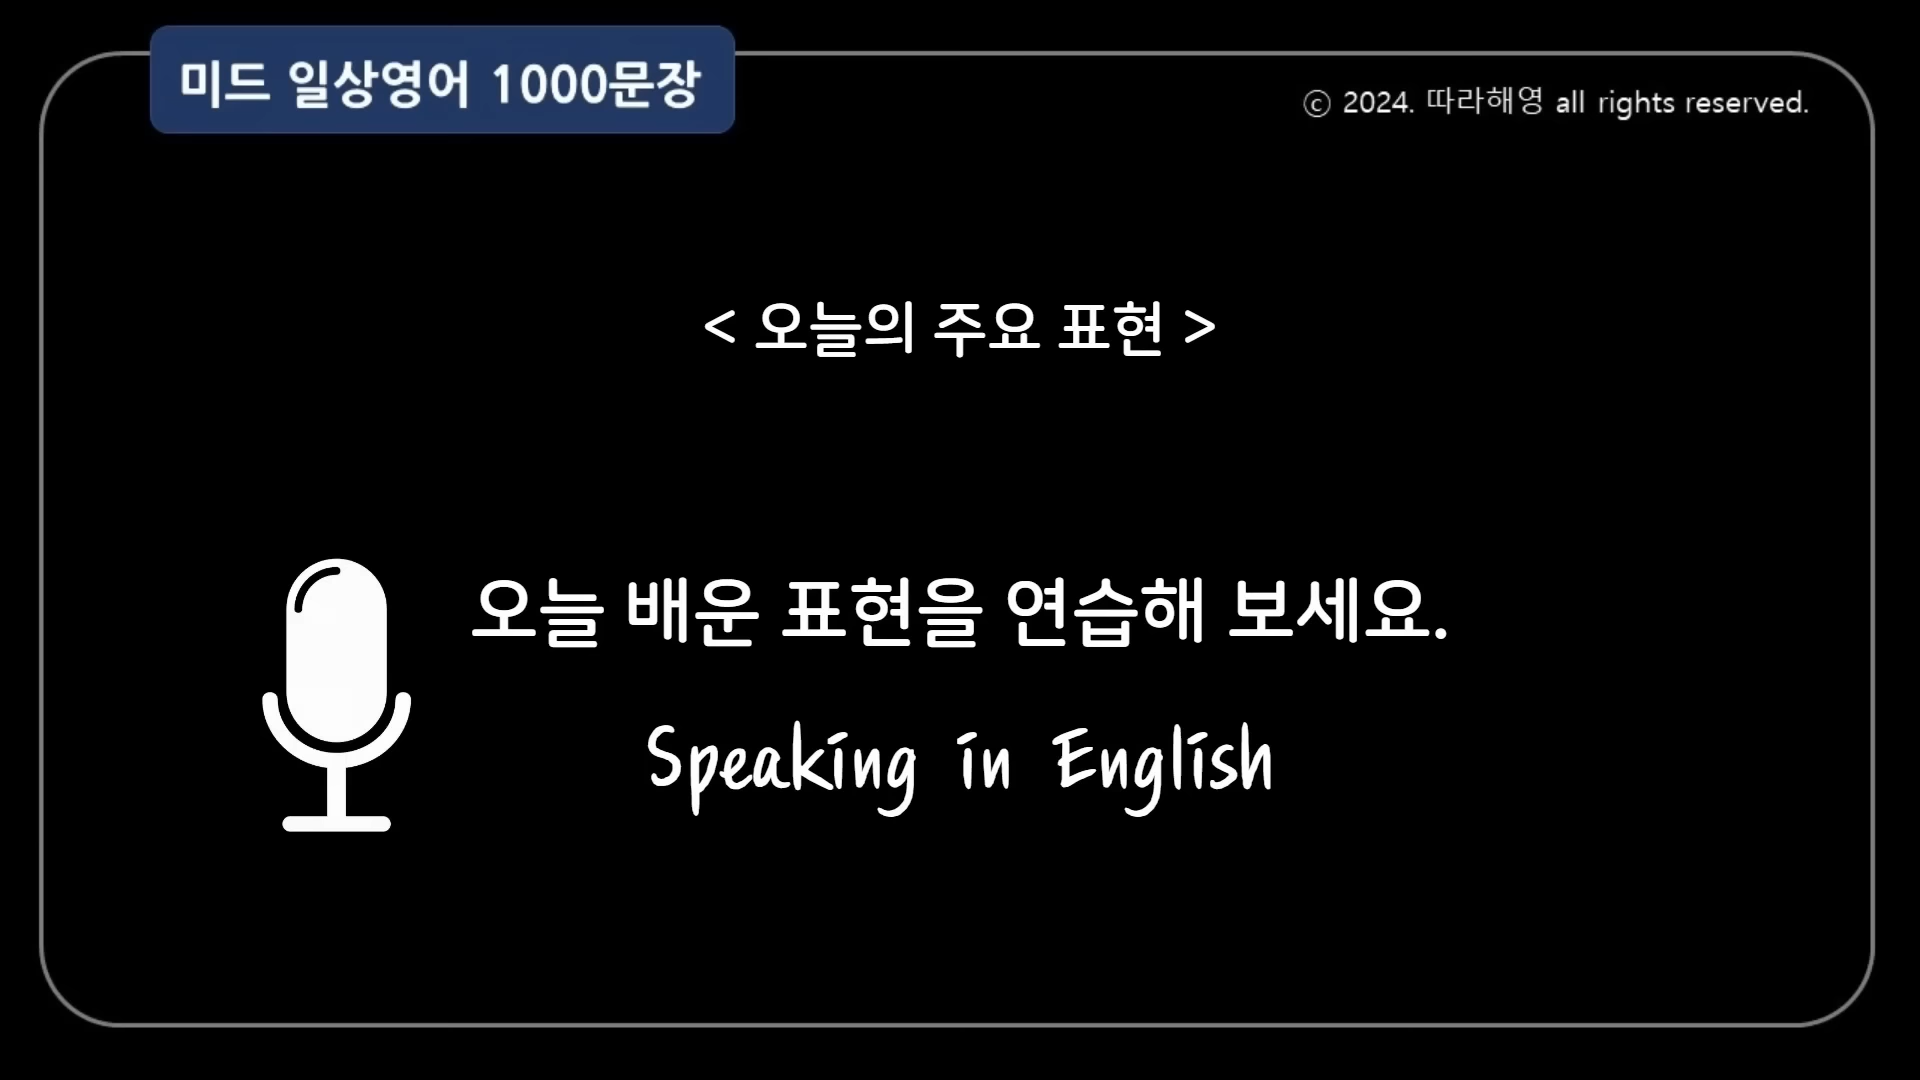 미드 일상영어 1000문장
ⓒ 2024. 따라해영 all rights reserved.
< 오늘의 주요 표현 >
오늘 배운 표현을 연습해 보세요.
Speaking in English